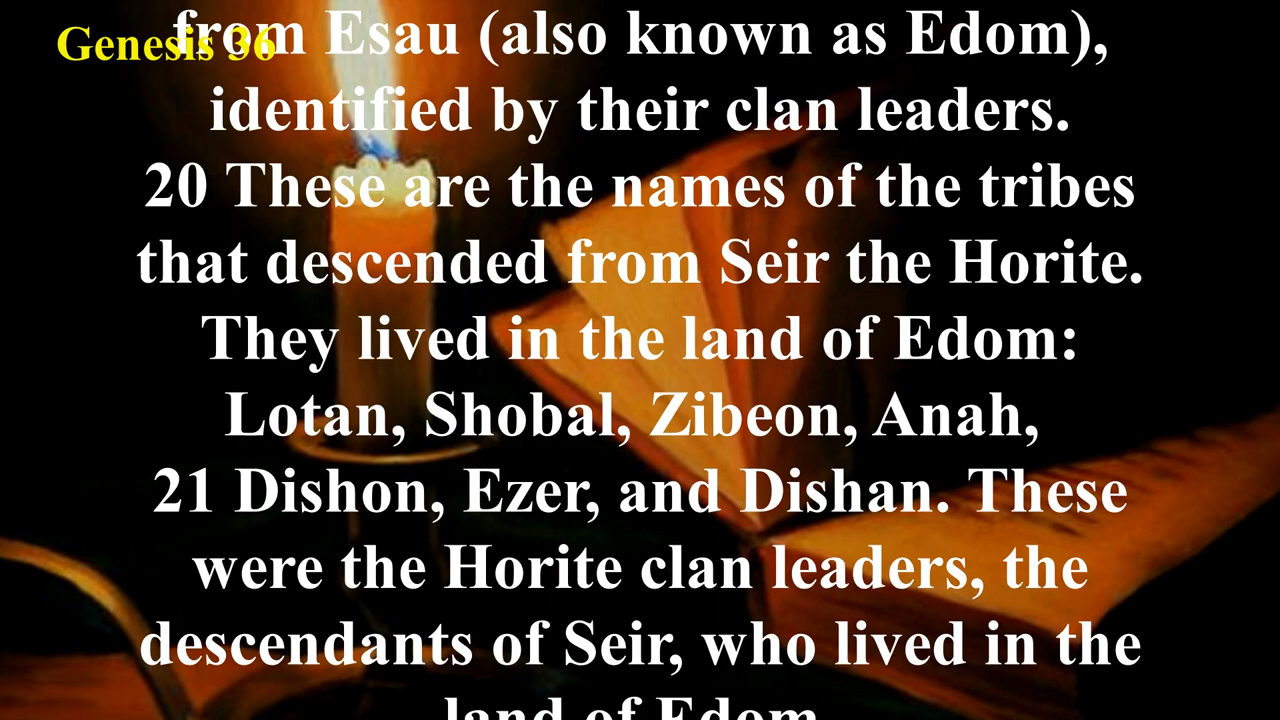 Genesis 36
from Esau (also known as Edom),
identified by their clan leaders.
20 These are the names of the tribes
that descended from Seir the Horite.
They lived in the land of Edom:
Lotan, Shobal, Zibeon, Anah,
21 Dishon, Ezer, and Dishan. These
were the Horite clan leaders, the
descendants of Seir, who lived in the
land of Edom.